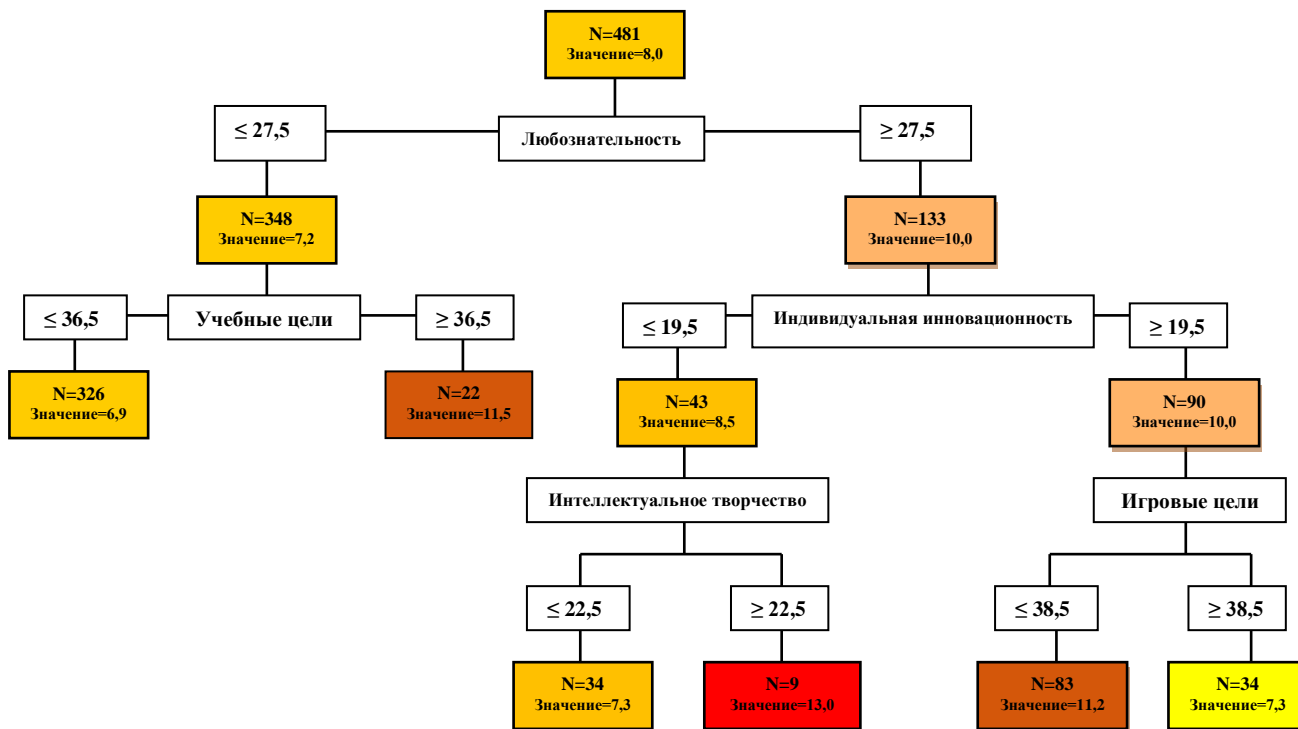 N=481
Значение=8,0
≤ 27,5
Любознательность
≥ 27,5
N=348
Значение=7,2
N=133
Значение=10,0
≤ 36,5
Учебные цели
≥ 36,5
≤ 19,5
Индивидуальная инновационность
≥ 19,5
N=326
Значение=6,9
N=22
Значение=11,5
N=43
Значение=8,5
N=90
Значение=10,0
Интеллектуальное творчество
Игровые цели
≤ 22,5
≥ 22,5
≤ 38,5
≥ 38,5
N=34
Значение=7,3
N=9
Значение=13,0
N=83
Значение=11,2
N=34
Значение=7,3